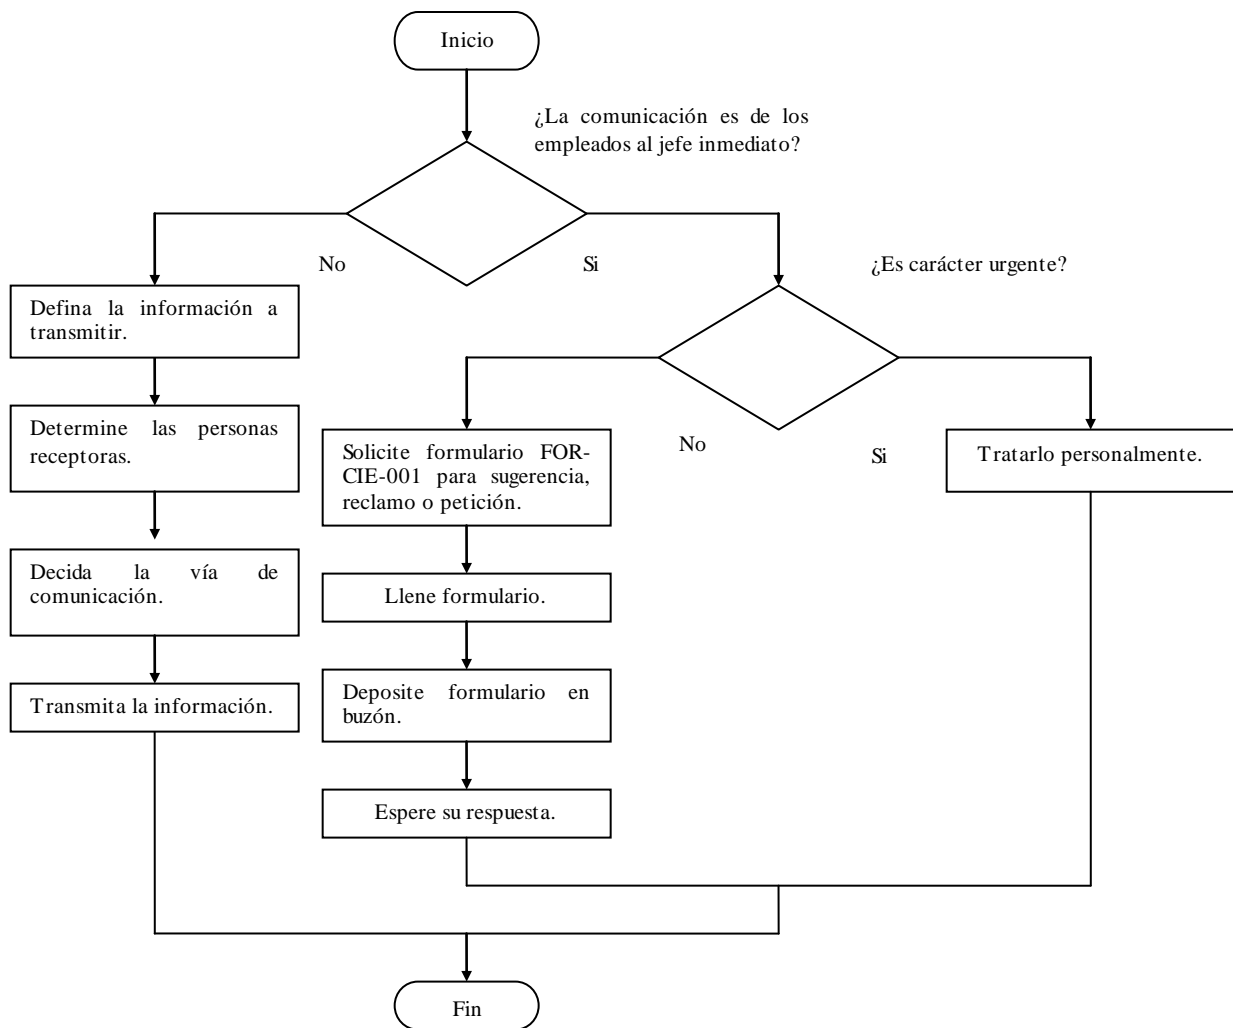 Inicio
¿La comunicación es de los
empleados al jefe inmediato?
No
Si
¿Es carácter urgente?
Defina la información a
transmitir.
Determine las personas
receptoras.
Decida la vía de
comunicación.
Transmita la información.
No
Si
Solicite formulario FOR-
CIE-001 para sugerencia,
reclamo o petición.
Llene formulario.
Deposite formulario en
buzón.
Espere su respuesta.
Tratarlo personalmente.
Fin